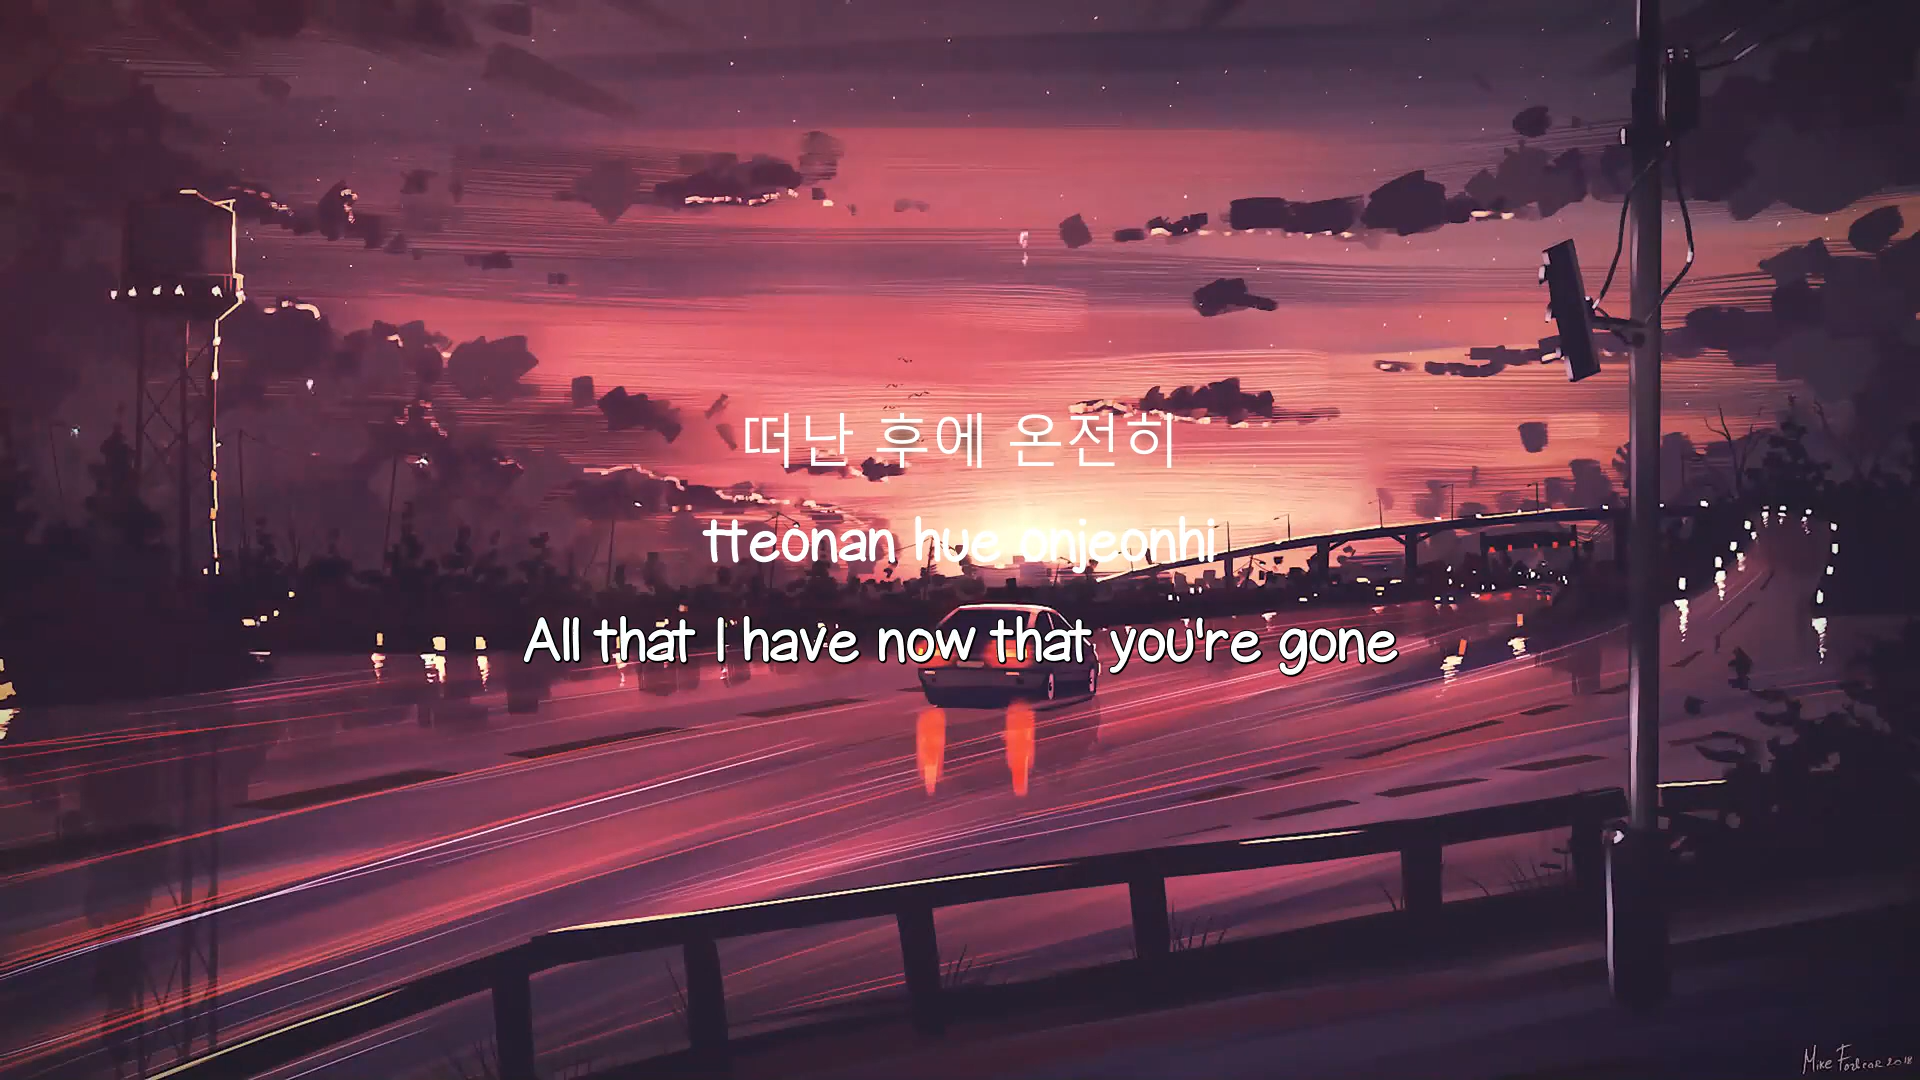 떠난 후에 온전히
tteonan hue onjeonhi
All that I have now that you're gone
Mike 2018